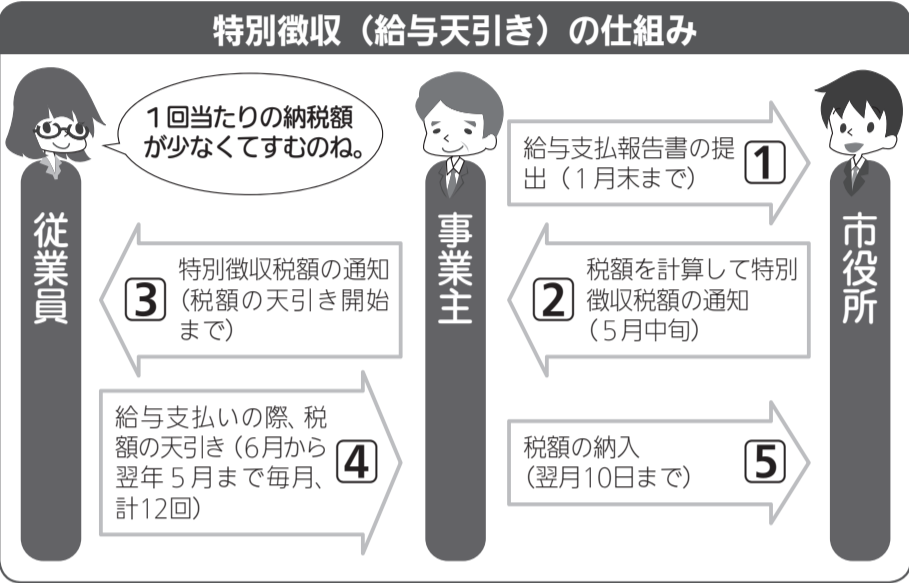 特別徴収（給与天引き）の仕組み
１回当たりの納税額
が少なくてすむのね。
従業員
事業主
市役所
給与支払報告書の提
出（１月末まで）
1
税額を計算して特別
徴収税額の通知
（５月中旬）
2
特別徴収税額の通知
（税額の天引き開始
まで）
3
給与支払いの際、税
額の天引き（６月から
翌年５月まで毎月、
計12回）
4
税額の納入
（翌月10日まで）
5